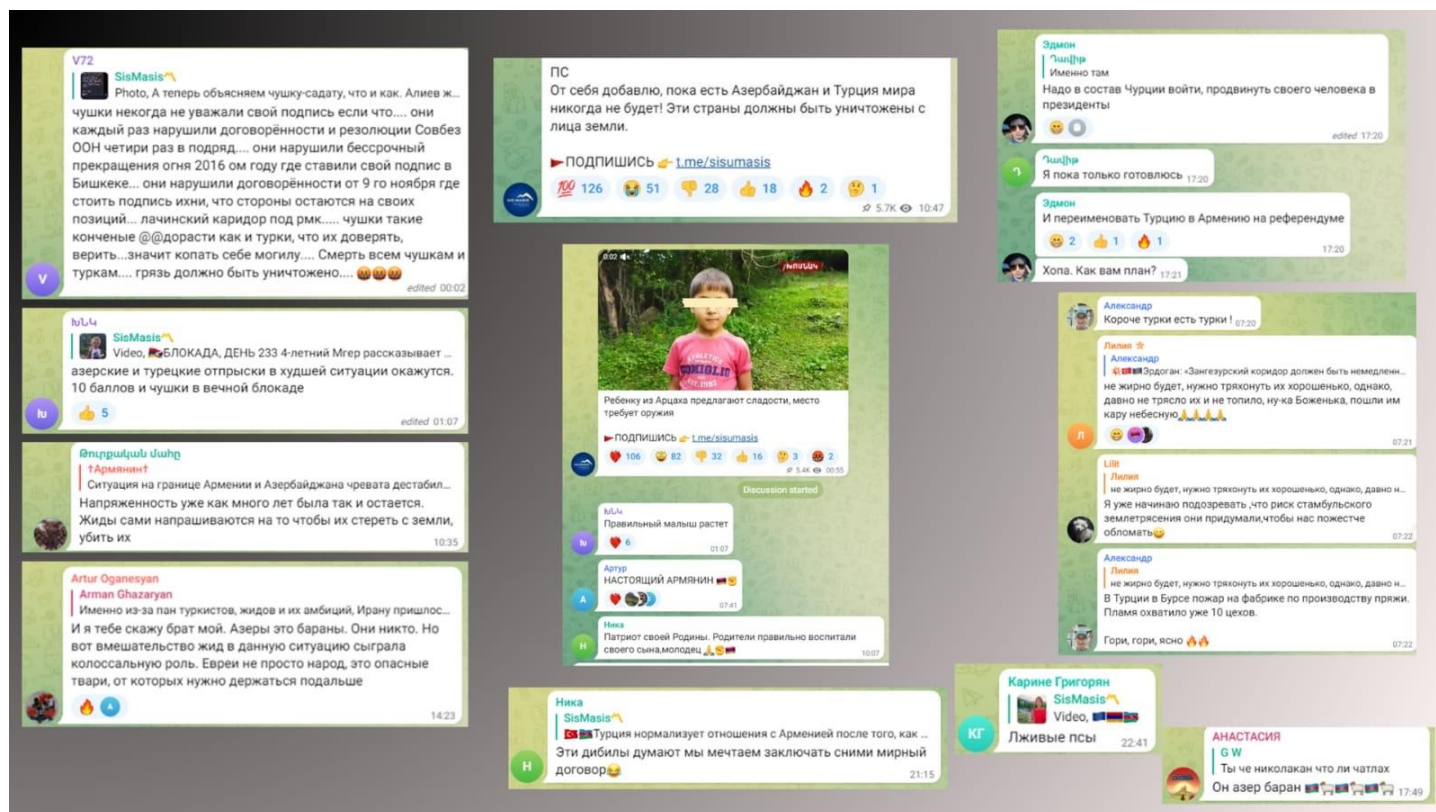 V72
SisMasis
Photo, А теперь объясняем чушку-садату, что и как. Алиев ж...
чушки некогда не уважали свой подпись если что.... они
каждый раз нарушили договорённости и резолюции Совбез
ООН четири раз в подряд.... они нарушили бессрочный
прекращения огня 2016 ом году где ставили свой подпис в
Бишкеке... они нарушили договорённости от 9 го ноября где
стоить подпись ихни, что стороны остаются на своих
позиций... лачинский каридор под рмк..... чушки такие
конченые @@дорасти как и турки, что их доверять,
верить...значит копать себе могилу.... Смерть всем чушкам и
туркам.... грязь должно быть уничтожено....
V
edited 00:02
ԽՆԿ
SisMasis
Video, БЛОКАДА, ДЕНЬ 233 4-летний Мгер рассказывает ...
азерские и турецкие отпрыски в худшей ситуации окажутся.
10 баллов и чушки в вечной блокаде
Խ
5
edited 01:07
Թուրքական մահը
†Армянин†
Ситуация на границе Армении и Азербайджана чревата дестабил...
Напряженность уже как много лет была так и остается.
Жиды сами напрашиваются на то чтобы их стереть с земли,
убить их
10:35
Artur Oganesyan
Arman Ghazaryan
Именно из-за пан туркистов, жидов и их амбиций, Ирану пришлос...
И я тебе скажу брат мой. Азеры это бараны. Они никто. Но
вот вмешательство жид в данную ситуацию сыграла
колоссальную роль. Евреи не просто народ, это опасные
твари, от которых нужно держаться подальше
A
14:23
ПС
От себя добавлю, пока есть Азербайджан и Турция мира
никогда не будет! Эти страны должны быть уничтожены с
лица земли.
ПОДПИШИСЬ t.me/sisumasis
100 126 51 28 18 2 1
5.7K 10:47
0:02
ԽՈՍՆԱԿ
ATHLETICS
1985
Ребенку из Арцаха предлагают сладости, место
требует оружия
ПОДПИШИСЬ t.me/sisumasis
106 82 32 16 3 2
5.4K 00:55
Discussion started
ԽՆԿ
Правильный малыш растет
Խ
6
01:07
Артур
НАСТОЯЩИЙ АРМЯНИН
А
07:41
Ника
Патриот своей Родины. Родители правильно воспитали
своего сына,молодец
Н
10:07
Ника
SisMasis
Турция нормализует отношения с Арменией после того, как ...
Эти дибилы думают мы мечтаем заключать сними мирный
договор
Н
21:15
Эдмон
Դավիթ
Именно там
Надо в состав Чурции войти, продвинуть своего человека в
президенты
edited 17:20
Դավիթ
Я пока только готовлюсь 17:20
Դ
Эдмон
И переименовать Турцию в Армению на референдуме
2 1 1
17:20
Хопа. Как вам план? 17:21
Александр
Короче турки есть турки ! 07:20
Лилия
Александр
Эрдоган: «Зангезурский коридор должен быть немедленн...
не жирно будет, нужно тряхонуть их хорошенько, однако,
давно не трясло их и не топило, ну-ка Боженька, пошли им
кару небесную
Л
07:21
Lilit
Лилия
не жирно будет, нужно тряхонуть их хорошенько, однако, давно н...
Я уже начинаю подозревать ,что риск стамбульского
землетрясения они придумали,чтобы нас пожестче
обломать
07:22
Александр
Лилия
не жирно будет, нужно тряхонуть их хорошенько, однако, давно н...
В Турции в Бурсе пожар на фабрике по производству пряжи.
Пламя охватило уже 10 цехов.
Гори, гори, ясно
07:22
Карине Григорян
SisMasis
Video,
Лживые псы
КГ
22:41
АНАСТАСИЯ
G W
Ты че николакан что ли чатлах
Он азер баран 17:49